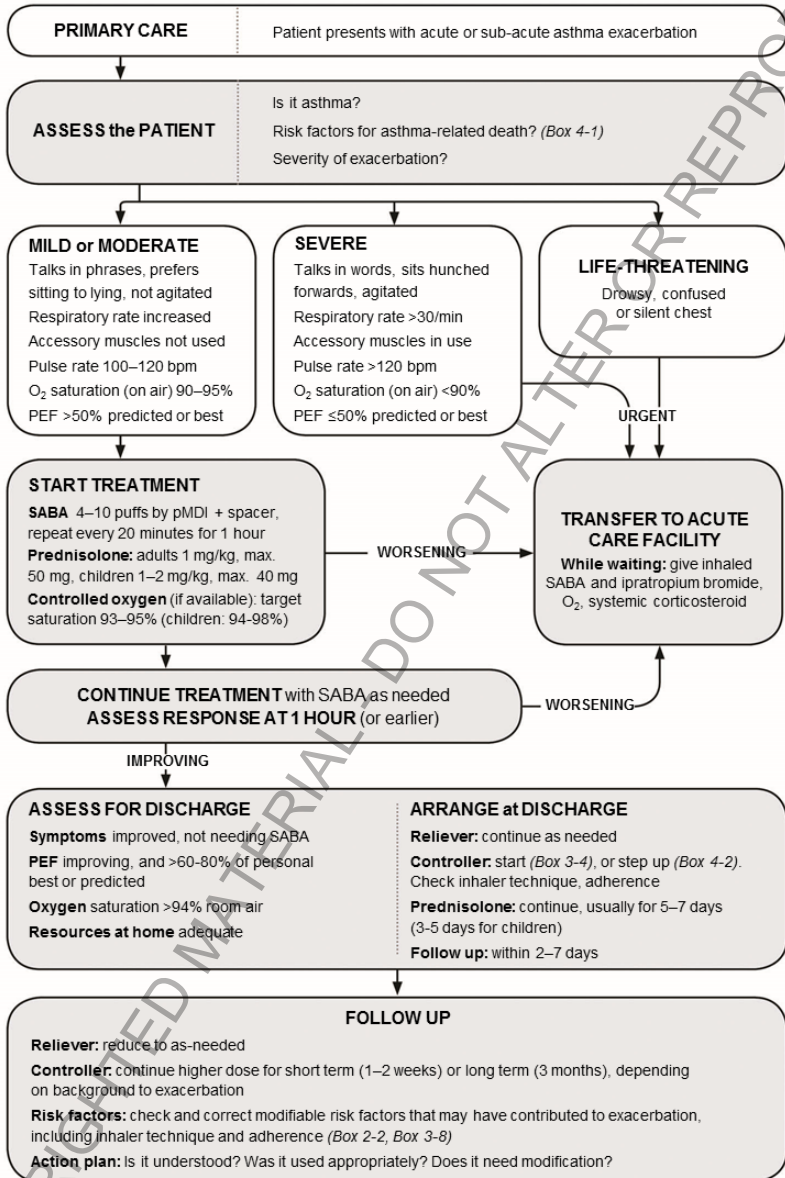 PRIMARY CARE
Patient presents with acute or sub-acute asthma exacerbation
ASSESS the PATIENT
Is it asthma?
Risk factors for asthma-related death? (Box 4-1)
Severity of exacerbation?
MILD or MODERATE
Talks in phrases, prefers
sitting to lying, not agitated
Respiratory rate increased
Accessory muscles not used
Pulse rate 100–120 bpm
O₂ saturation (on air) 90–95%
PEF >50% predicted or best
SEVERE
Talks in words, sits hunched
forwards, agitated
Respiratory rate >30/min
Accessory muscles in use
Pulse rate >120 bpm
O₂ saturation (on air) <90%
PEF ≤50% predicted or best
LIFE-THREATENING
Drowsy, confused
or silent chest
URGENT
START TREATMENT
SABA 4–10 puffs by pMDI + spacer,
repeat every 20 minutes for 1 hour
Prednisolone: adults 1 mg/kg, max.
50 mg, children 1–2 mg/kg, max. 40 mg
Controlled oxygen (if available): target
saturation 93–95% (children: 94-98%)
WORSENING
TRANSFER TO ACUTE
CARE FACILITY
While waiting: give inhaled
SABA and ipratropium bromide,
O₂, systemic corticosteroid
CONTINUE TREATMENT with SABA as needed
ASSESS RESPONSE AT 1 HOUR (or earlier)
WORSENING
IMPROVING
ASSESS FOR DISCHARGE
Symptoms improved, not needing SABA
PEF improving, and >60-80% of personal
best or predicted
Oxygen saturation >94% room air
Resources at home adequate
ARRANGE at DISCHARGE
Reliever: continue as needed
Controller: start (Box 3-4), or step up (Box 4-2).
Check inhaler technique, adherence
Prednisolone: continue, usually for 5–7 days
(3-5 days for children)
Follow up: within 2–7 days
FOLLOW UP
Reliever: reduce to as-needed
Controller: continue higher dose for short term (1–2 weeks) or long term (3 months), depending
on background to exacerbation
Risk factors: check and correct modifiable risk factors that may have contributed to exacerbation,
including inhaler technique and adherence (Box 2-2, Box 3-8)
Action plan: Is it understood? Was it used appropriately? Does it need modification?
MATERIAL - DO NOT ALTER OR